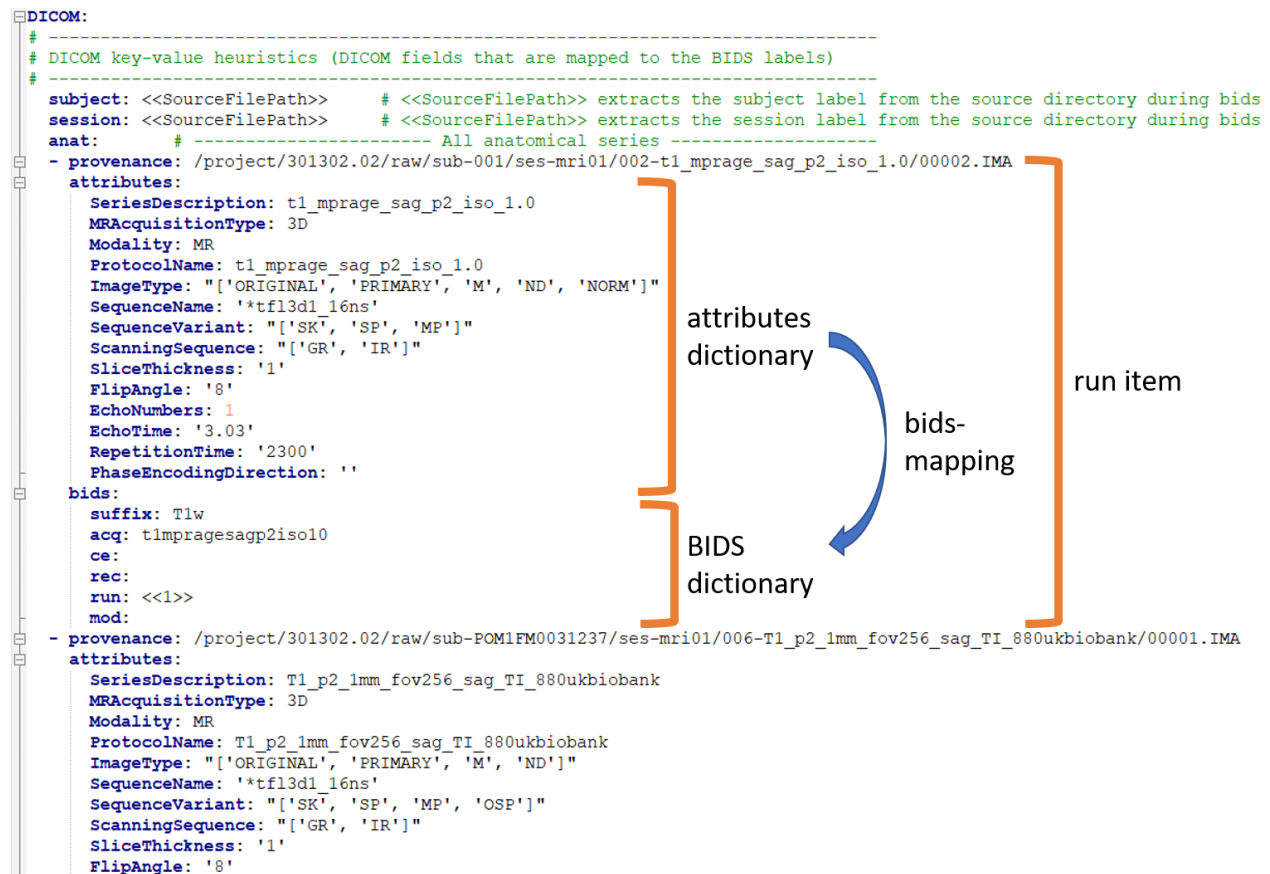 DICOM:
# --------------------------------------------------------------------------------
# DICOM key-value heuristics (DICOM fields that are mapped to the BIDS labels)
# --------------------------------------------------------------------------------
subject: <<SourceFilePath>> # <<SourceFilePath>> extracts the subject label from the source directory during bids
session: <<SourceFilePath>> # <<SourceFilePath>> extracts the session label from the source directory during bids
anat: # ----------------------- All anatomical series --------------------
- provenance: /project/301302.02/raw/sub-001/ses-mri01/002-t1_mprage_sag_p2_iso_1.0/00002.IMA
attributes:
SeriesDescription: t1_mprage_sag_p2_iso_1.0
MRAcquisitionType: 3D
Modality: MR
ProtocolName: t1_mprage_sag_p2_iso_1.0
ImageType: "['ORIGINAL', 'PRIMARY', 'M', 'ND', 'NORM']"
SequenceName: '*tfl3d1_16ns'
SequenceVariant: "['SK', 'SP', 'MP']"
ScanningSequence: "['GR', 'IR']"
SliceThickness: '1'
FlipAngle: '8'
EchoNumbers: 1
EchoTime: '3.03'
RepetitionTime: '2300'
PhaseEncodingDirection: ''
attributes
dictionary
bids-
mapping
run item
bids:
suffix: T1w
acq: t1mpragesagp2iso10
ce:
rec:
run: <<1>>
mod:
BIDS
dictionary
- provenance: /project/301302.02/raw/sub-POM1FM0031237/ses-mri01/006-T1_p2_1mm_fov256_sag_TI_880ukbiobank/00001.IMA
attributes:
SeriesDescription: T1_p2_1mm_fov256_sag_TI_880ukbiobank
MRAcquisitionType: 3D
Modality: MR
ProtocolName: T1_p2_1mm_fov256_sag_TI_880ukbiobank
ImageType: "['ORIGINAL', 'PRIMARY', 'M', 'ND']"
SequenceName: '*tfl3d1_16ns'
SequenceVariant: "['SK', 'SP', 'MP', 'OSP']"
ScanningSequence: "['GR', 'IR']"
SliceThickness: '1'
FlipAngle: '8'